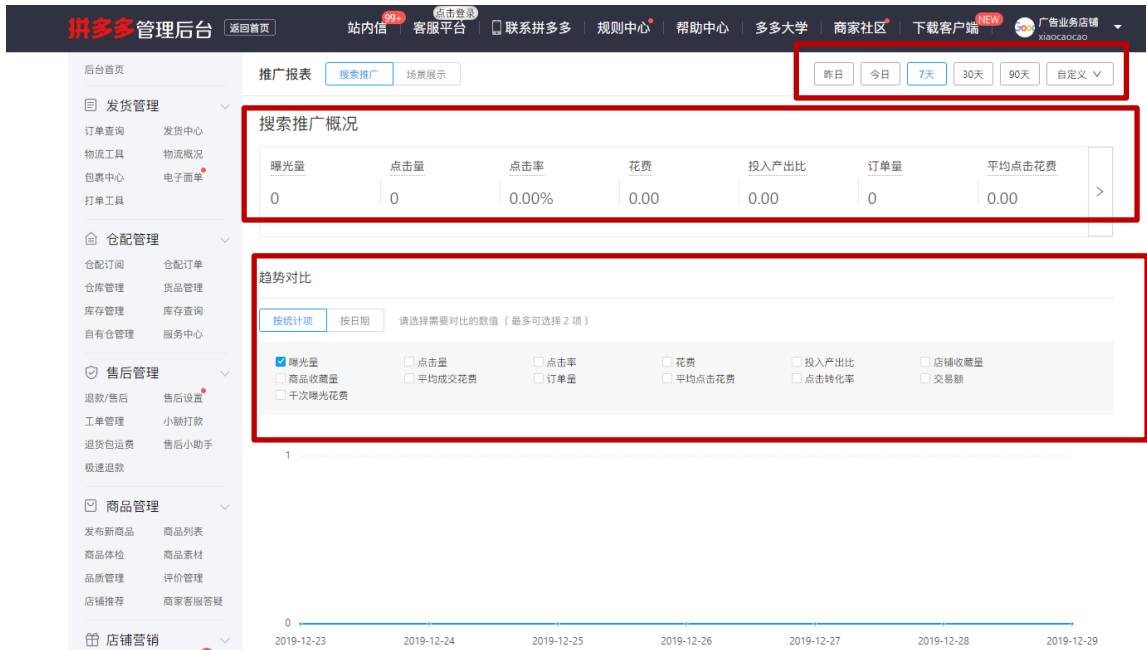 拼多多 管理后台 返回首页 站内信 99+ 客服平台 点击登录 联系拼多多 规则中心 帮助中心 多多大学 商家社区 下载客户端 NEW 广告业务店铺
xiaocaocao
后台首页
发货管理
订单查询 发货中心
物流工具 物流概况
包裹中心 电子面单
打单工具
仓配管理
仓配订阅 仓配订单
仓库管理 货品管理
库存管理 库存查询
自有仓管理 服务中心
售后管理
退款/售后 售后设置
工单管理 小额打款
退货包运费 售后小助手
极速退款
商品管理
发布新商品 商品列表
商品体检 商品素材
品质管理 评价管理
店铺推荐 商家客服答疑
店铺营销
推广报表 搜索推广 场景展示 昨日 今日 7天 30天 90天 自定义
搜索推广概况
曝光量 点击量 点击率 花费 投入产出比 订单量 平均点击花费
0 0 0.00% 0.00 0.00 0 0.00
趋势对比
按统计项 按日期 请选择需要对比的数值（最多可选择 2 项）
曝光量 点击量 点击率 花费 投入产出比 店铺收藏量
商品收藏量 平均成交花费 订单量 平均点击花费 点击转化率 交易额
千次曝光花费
1
0
2019-12-23 2019-12-24 2019-12-25 2019-12-26 2019-12-27 2019-12-28 2019-12-29